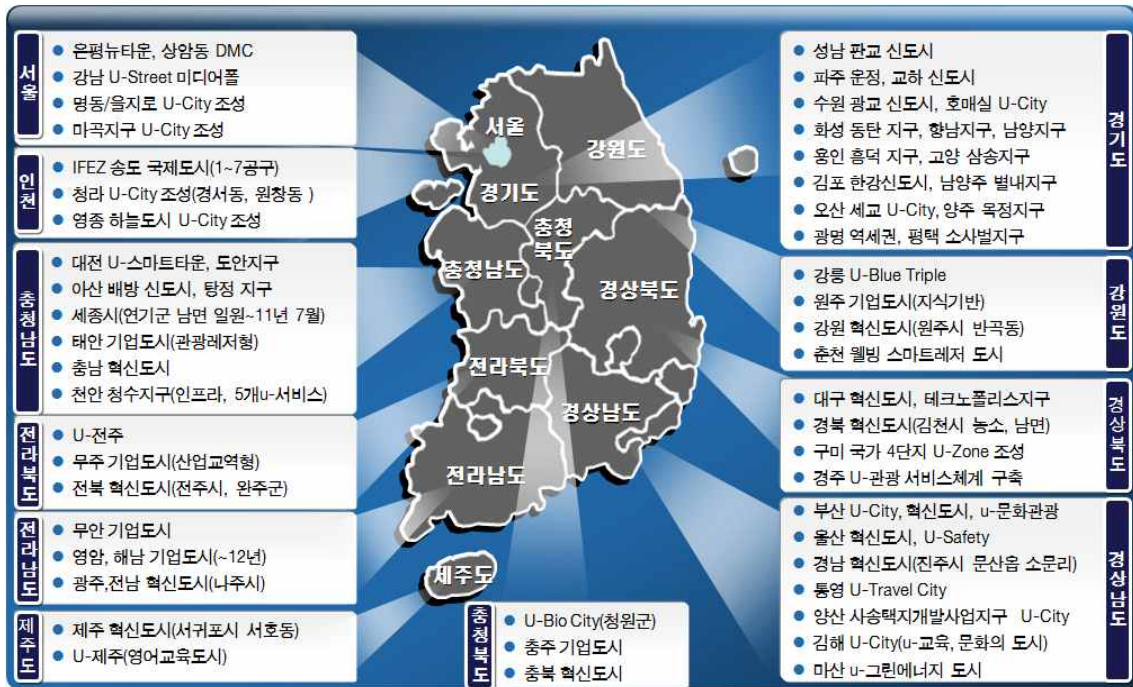 서울
은평뉴타운, 상암동 DMC
강남 U-Street 미디어폴
명동/을지로 U-City 조성
마곡지구 U-City 조성
인천
IFEZ 송도 국제도시(1~7공구)
청라 U-City 조성(경서동, 원창동 )
영종 하늘도시 U-City 조성
충청남도
대전 U-스마트타운, 도안지구
아산 배방 신도시, 탕정 지구
세종시(연기군 남면 일원~11년 7월)
태안 기업도시(관광레저형)
충남 혁신도시
천안 청수지구(인프라, 5개u-서비스)
전라북도
U-전주
무주 기업도시(산업교역형)
전북 혁신도시(전주시, 완주군)
전라남도
무안 기업도시
영암, 해남 기업도시(~12년)
광주,전남 혁신도시(나주시)
제주도
제주 혁신도시(서귀포시 서호동)
U-제주(영어교육도시)
서울
강원도
경기도
충청
북도
충청남도
경상북도
전라북도
경상남도
전라남도
제주도
충청북도
U-Bio City(청원군)
충주 기업도시
충북 혁신도시
경기도
성남 판교 신도시
파주 운정, 교하 신도시
수원 광교 신도시, 호매실 U-City
화성 동탄 지구, 향남지구, 남양지구
용인 흥덕 지구, 고양 삼송지구
김포 한강신도시, 남양주 별내지구
오산 세교 U-City, 양주 옥정지구
광명 역세권, 평택 소사벌지구
강원도
강릉 U-Blue Triple
원주 기업도시(지식기반)
강원 혁신도시(원주시 반곡동)
춘천 웰빙 스마트레저 도시
경상북도
대구 혁신도시, 테크노폴리스지구
경북 혁신도시(김천시 농소, 남면)
구미 국가 4단지 U-Zone 조성
경주 U-관광 서비스체계 구축
경상남도
부산 U-City, 혁신도시, u-문화관광
울산 혁신도시, U-Safety
경남 혁신도시(진주시 문산읍 소문리)
통영 U-Travel City
양산 사송택지개발사업지구 U-City
김해 U-City(u-교육, 문화의 도시)
마산 u-그린에너지 도시